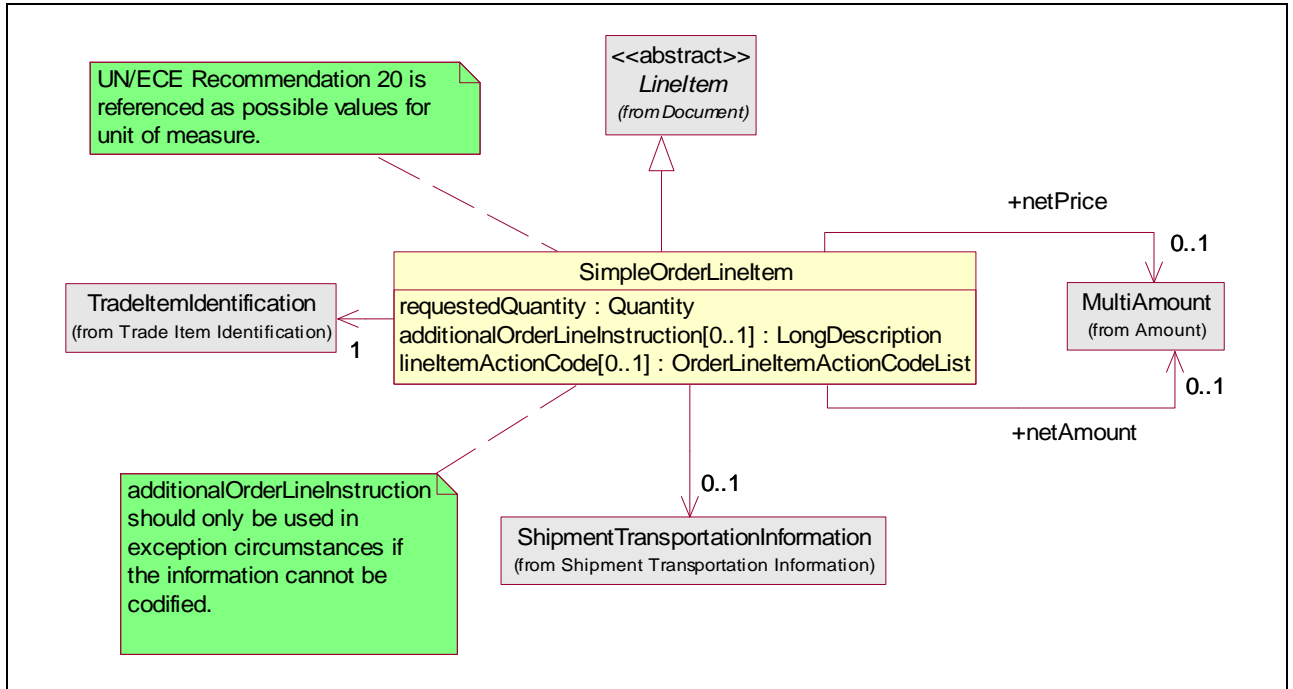 <<abstract>>
LineItem
(from Document)
UN/ECE Recommendation 20 is
referenced as possible values for
unit of measure.
+netPrice
0..1
SimpleOrderLineItem
requestedQuantity : Quantity
additionalOrderLineInstruction[0..1] : LongDescription
lineItemActionCode[0..1] : OrderLineItemActionCodeList
TradeItemIdentification
(from Trade Item Identification)
1
MultiAmount
(from Amount)
0..1
+netAmount
additionalOrderLineInstruction
should only be used in
exception circumstances if
the information cannot be
codified.
0..1
ShipmentTransportationInformation
(from Shipment Transportation Information)